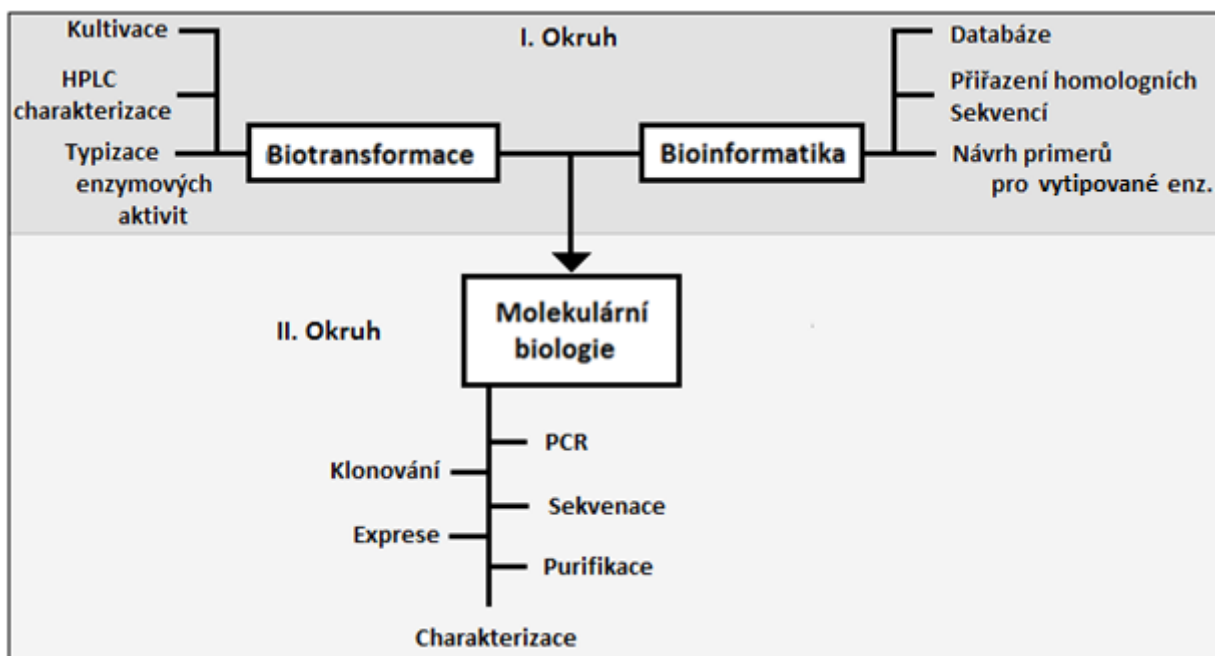 I. Okruh
Kultivace
HPLC
charakterizace
Typizace
enzymových
aktivit
Biotransformace
Bioinformatika
Databáze
Přiřazení homologních
Sekvencí
Návrh primerů
pro vytipované enz.
II. Okruh
Molekulární
biologie
PCR
Klonování
Sekvenace
Exprese
Purifikace
Charakterizace